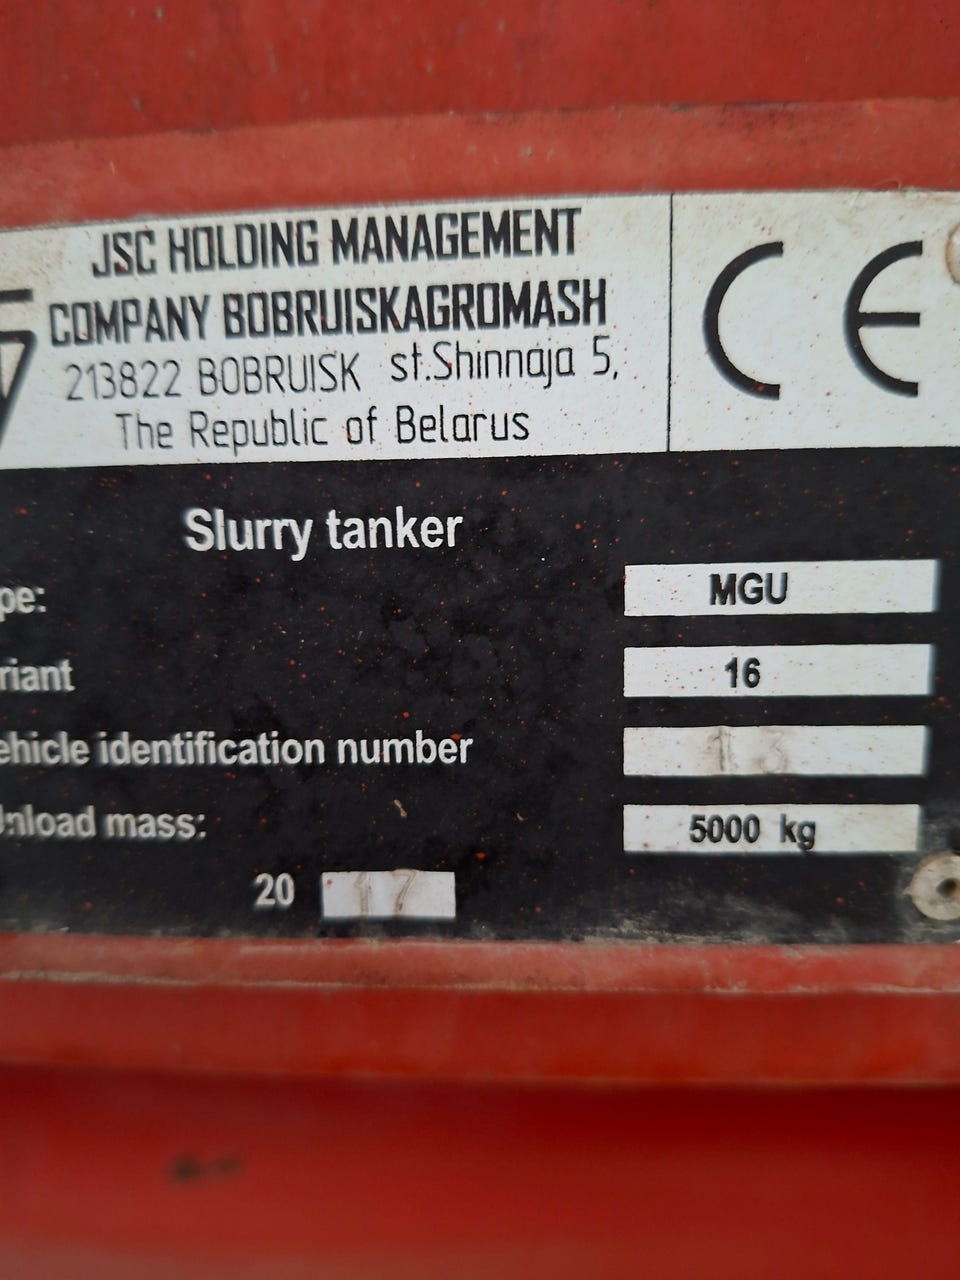 JSC HOLDING MANAGEMENT
COMPANY BOBRUISKAGROMASH
213822 BOBRUISK st.Shinnaja 5,
The Republic of Belarus
CE
Slurry tanker
pe: MGU
riant 16
ehicle identification number 13
Unload mass: 5000 kg
20 17